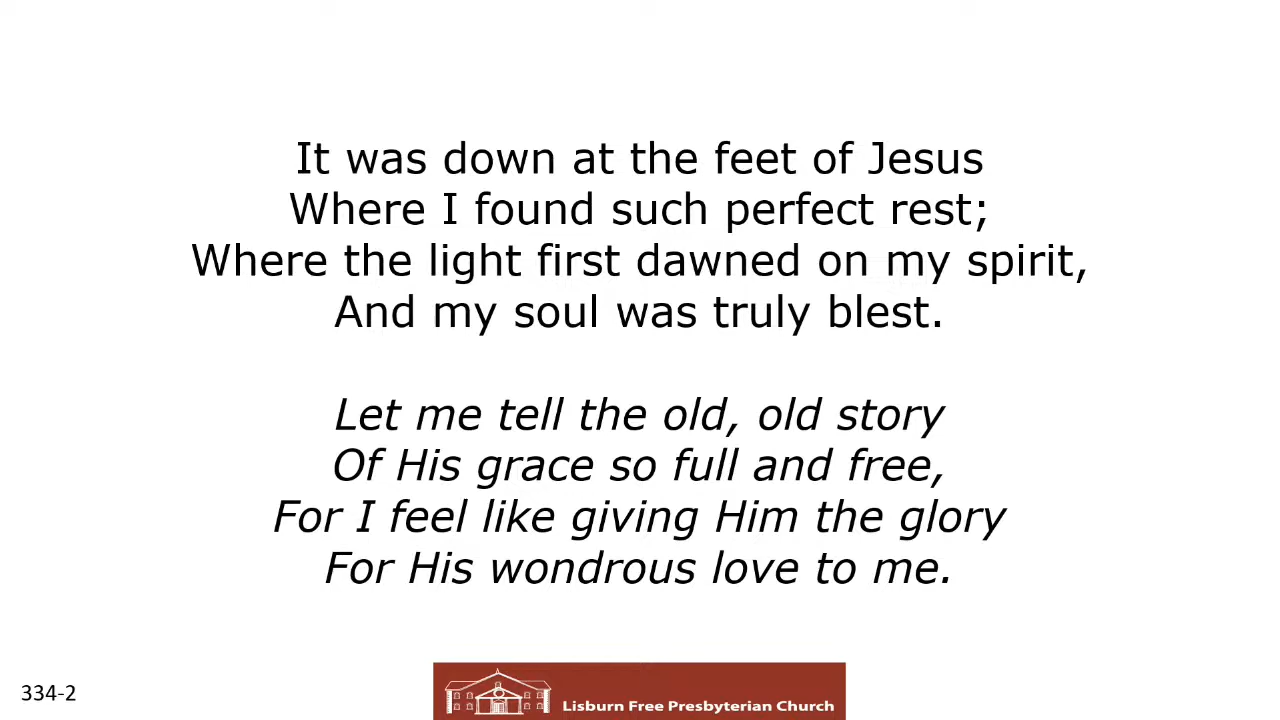 It was down at the feet of Jesus
Where I found such perfect rest;
Where the light first dawned on my spirit,
And my soul was truly blest.
Let me tell the old, old story
Of His grace so full and free,
For I feel like giving Him the glory
For His wondrous love to me.
334-2
Lisburn Free Presbyterian Church